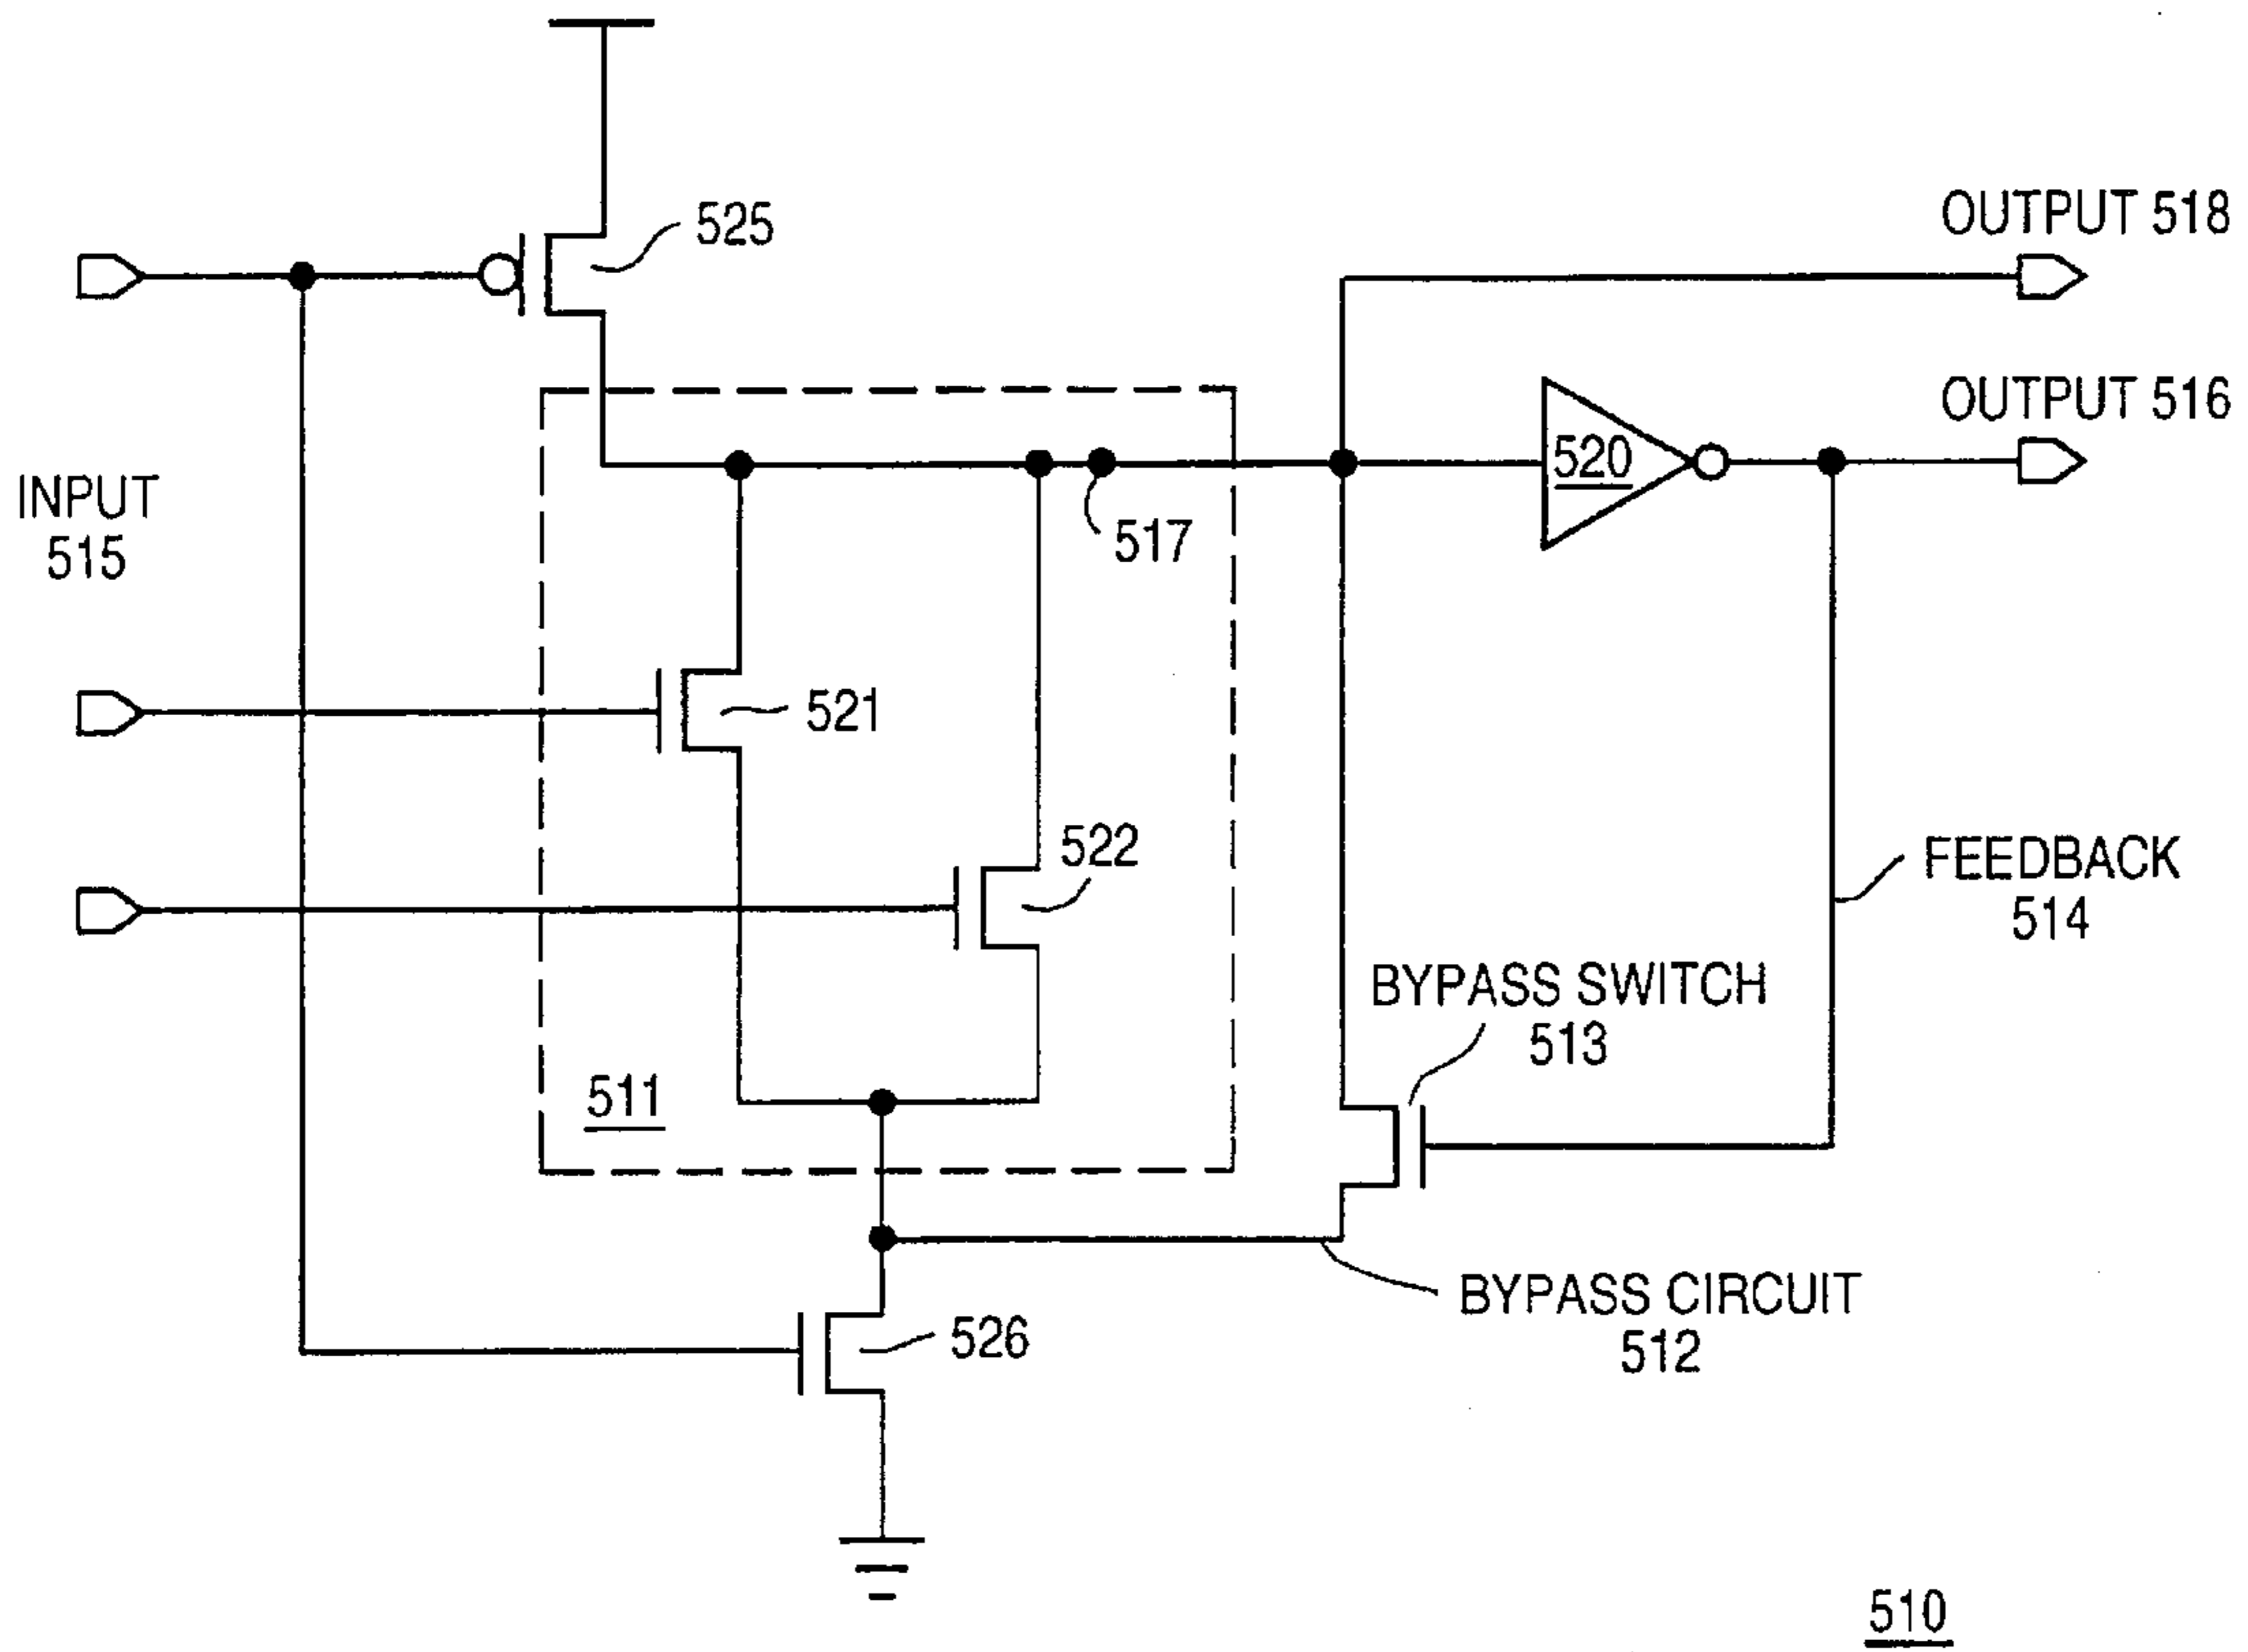 525
OUTPUT 518
OUTPUT 516
520
INPUT
515
517
521
522
FEEDBACK
514
BYPASS SWITCH
513
511
BYPASS CIRCUIT
512
526
510